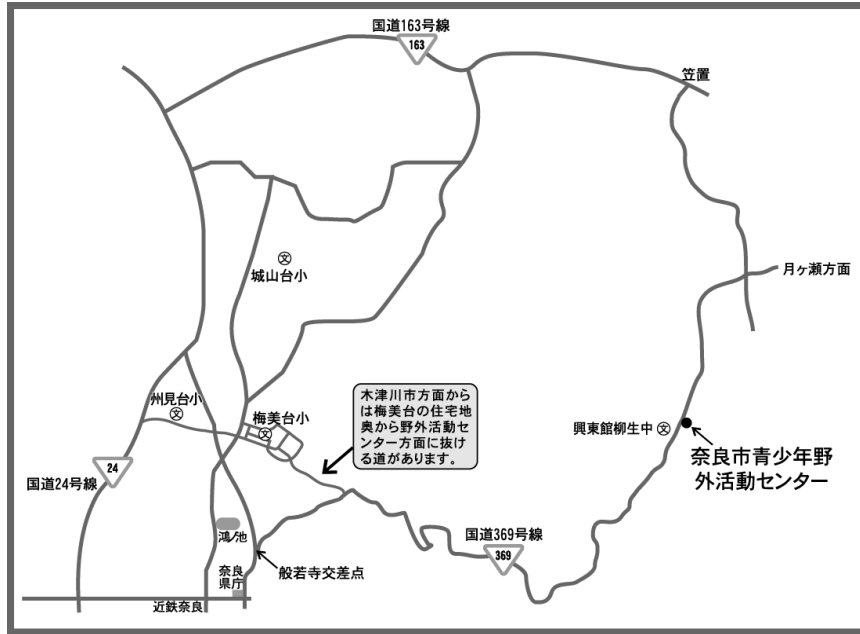 国道163号線
163
笠置
城山台小
月ヶ瀬方面
州見台小
梅美台小
木津川市方面から
は梅美台の住宅地
奥から野外活動セ
ンター方面に抜け
る道があります。
興東館柳生中
奈良市青少年野
外活動センター
24
国道24号線
鴻ノ池
国道369号線
369
般若寺交差点
奈良
県庁
近鉄奈良
文
文
文
文